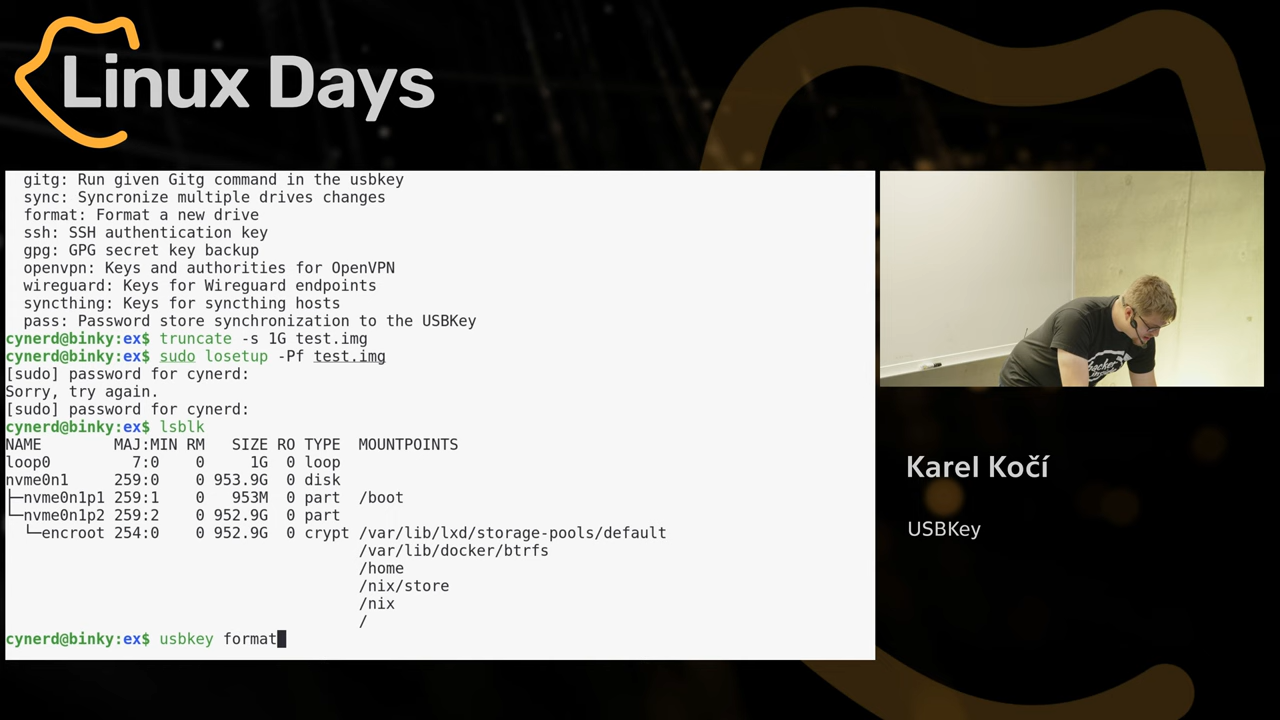 Linux Days
gitg: Run given Gitg command in the usbkey
sync: Syncronize multiple drives changes
format: Format a new drive
ssh: SSH authentication key
gpg: GPG secret key backup
openvpn: Keys and authorities for OpenVPN
wireguard: Keys for Wireguard endpoints
syncthing: Keys for syncthing hosts
pass: Password store synchronization to the USBKey
cynerd@binky:ex$ truncate -s 1G test.img
cynerd@binky:ex$ sudo losetup -Pf test.img
[sudo] password for cynerd:
Sorry, try again.
[sudo] password for cynerd:
cynerd@binky:ex$ lsblk
NAME MAJ:MIN RM SIZE RO TYPE MOUNTPOINTS
loop0 7:0 0 1G 0 loop
nvme0n1 259:0 0 953.9G 0 disk
├─nvme0n1p1 259:1 0 953M 0 part /boot
└─nvme0n1p2 259:2 0 952.9G 0 part
└─encroot 254:0 0 952.9G 0 crypt /var/lib/lxd/storage-pools/default
/var/lib/docker/btrfs
/home
/nix/store
/nix
/
cynerd@binky:ex$ usbkey format
Karel Kočí
USBKey